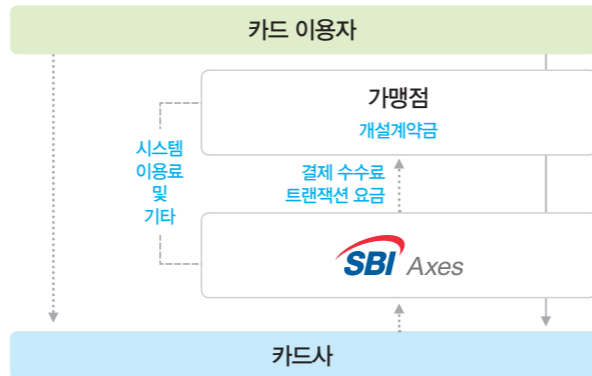 카드 이용자
가맹점
개설계약금
시스템
이용료
및
기타
결제 수수료
트랜잭션 요금
SBI Axes
카드사